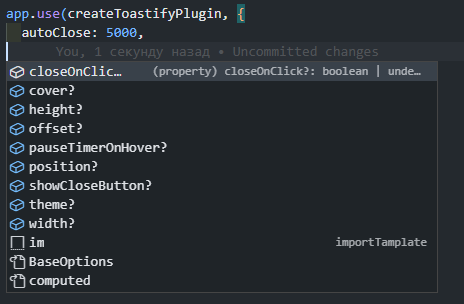 app.use(createToastifyPlugin, {
autoClose: 5000,
You, 1 секунду назад • Uncommitted changes
closeOnClic… (property) closeOnClick?: boolean | unde…
cover?
height?
offset?
pauseTimerOnHover?
position?
showCloseButton?
theme?
width?
im importTamplate
BaseOptions
computed